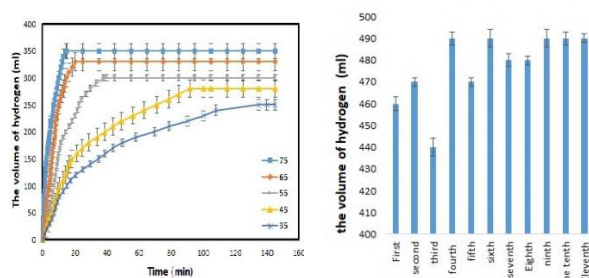 The volume of hydrogen (ml)
400
350
300
250
200
150
100
50
0
75
65
55
45
35
0
20
40
60
80
100
120
140
160
Time (min)
the volume of hydrogen (ml)
500
490
480
470
460
450
440
430
420
410
400
First
second
third
fourth
fifth
sixth
seventh
Eighth
ninth
ne tenth
leventh